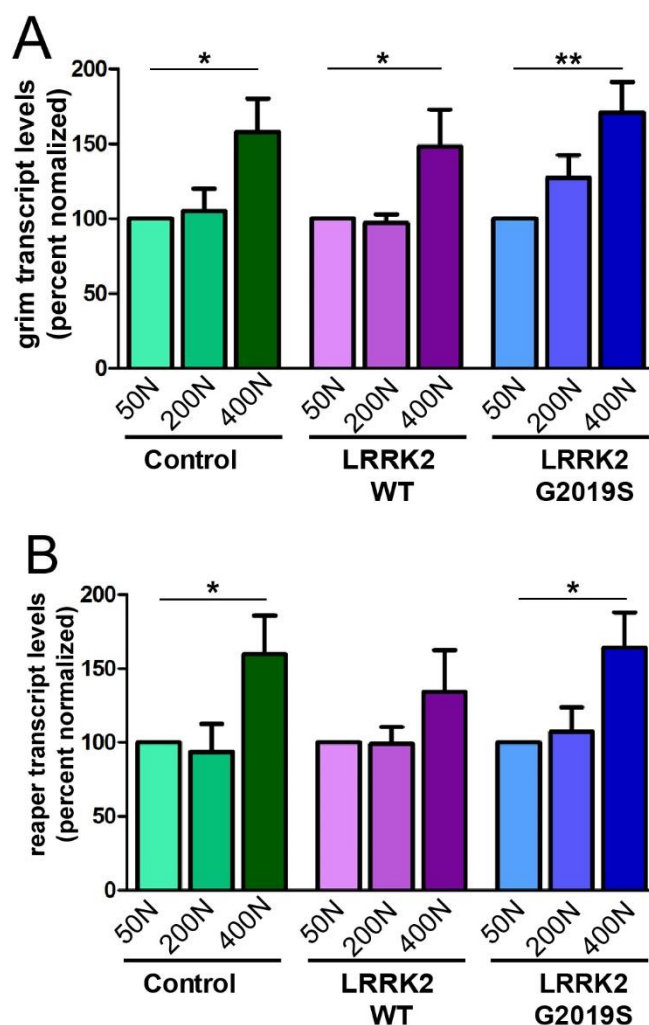 A
grim transcript levels
(percent nomalized)
200
150
100
50
0
*
*
**
50N
200N
400N
50N
200N
400N
50N
200N
400N
Control
LRRK2
WT
LRRK2
G2019S
B
reaper transcript levels
(percent normalized)
200
150
100
50
0
*
*
50N
200N
400N
50N
200N
400N
50N
200N
400N
Control
LRRK2
WT
LRRK2
G2019S